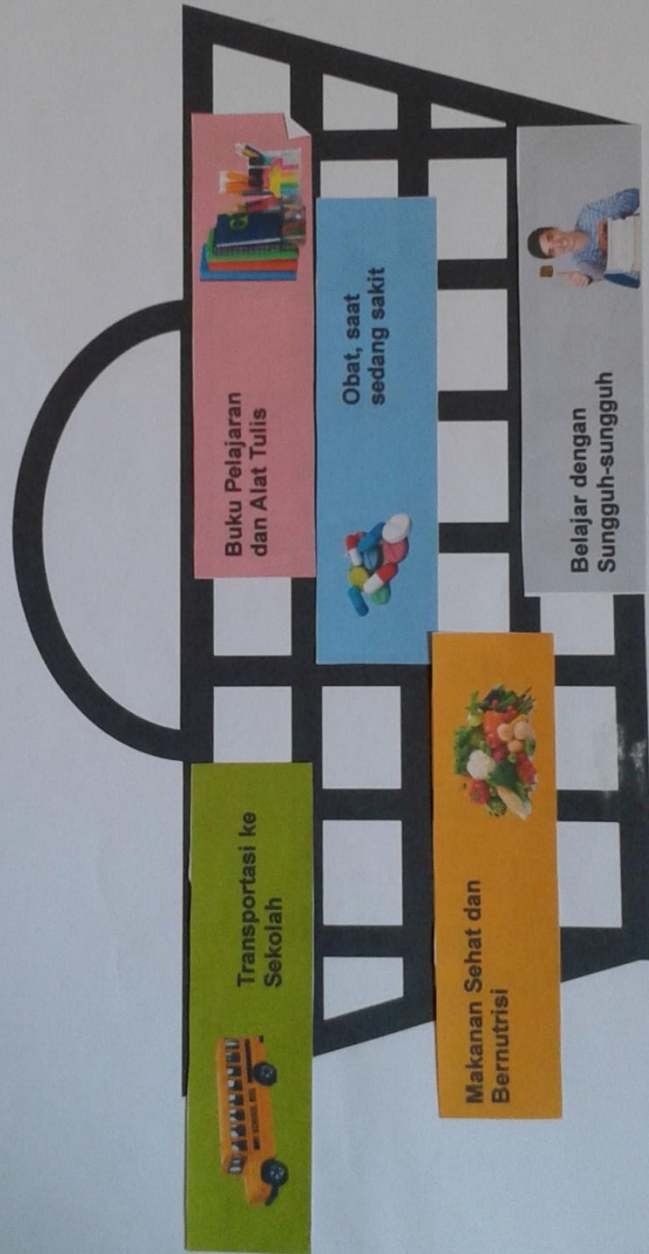 Transportasi ke
Sekolah
Buku Pelajaran
dan Alat Tulis
Obat, saat
sedang sakit
Makanan Sehat dan
Bernutrisi
Belajar dengan
Sungguh-sungguh